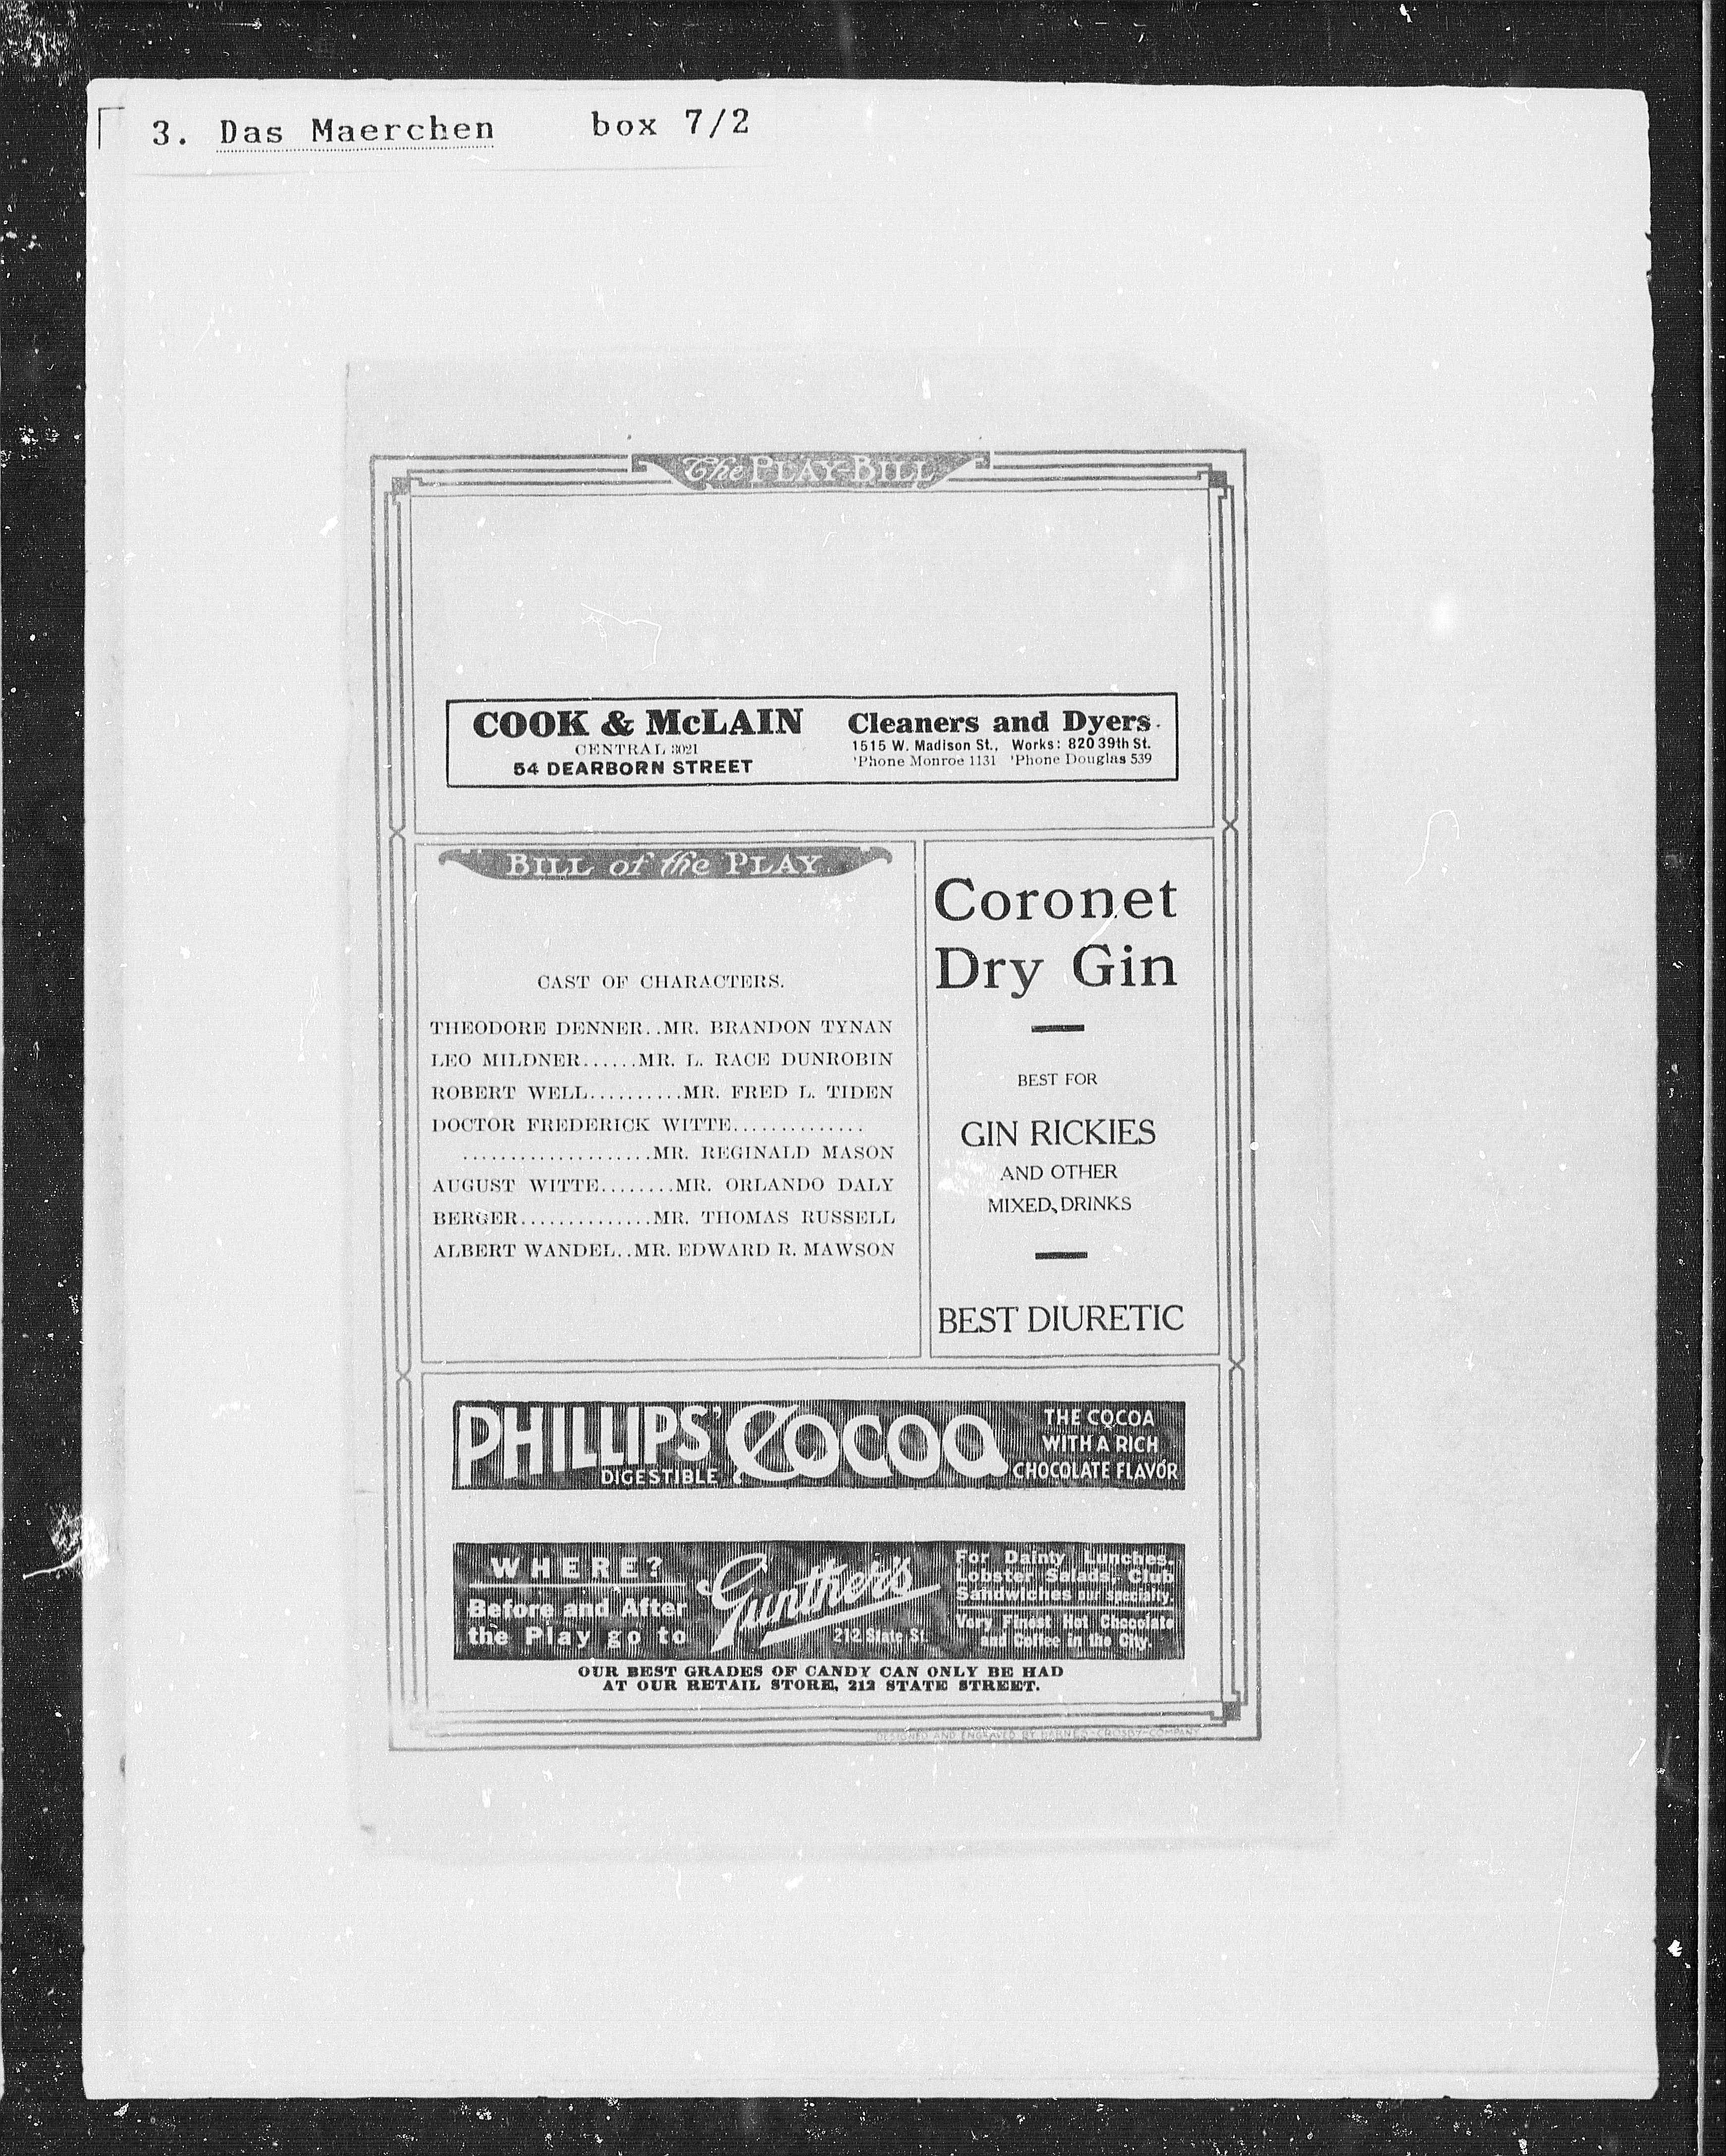 3. Das Maerchen box 7/2
The PLAY-BILL
COOK & McLAIN
CENTRAL 3021
54 DEARBORN STREET
Cleaners and Dyers.
1515 W. Madison St., Works: 820 39th St.
'Phone Monroe 1131 'Phone Douglas 539
BILL of the PLAY
CAST OF CHARACTERS.
THEODORE DENNER..MR. BRANDON TYNAN
LEO MILDNER......MR. L. RACE DUNROBIN
ROBERT WELL..........MR. FRED L. TIDEN
DOCTOR FREDERICK WITTE..............
....................MR. REGINALD MASON
AUGUST WITTE........MR. ORLANDO DALY
BERGER..............MR. THOMAS RUSSELL
ALBERT WANDEL..MR. EDWARD R. MAWSON
Coronet
Dry Gin
BEST FOR
GIN RICKIES
AND OTHER
MIXED DRINKS
BEST DIURETIC
PHILLIPS' COCOA
DIGESTIBLE
THE COCOA
WITH A RICH
CHOCOLATE FLAVOR
WHERE?
Before and After
the Play go to
Gunther's
212 State St.
For Dainty Lunches.
Lobster Salads, Club
Sandwiches our specialty.
Very Finest Hot Chocolate
and Coffee in the City.
OUR BEST GRADES OF CANDY CAN ONLY BE HAD
AT OUR RETAIL STORE, 212 STATE STREET.
DESIGNED AND ENGRAVED BY BARNES-CROSBY-COMPANY